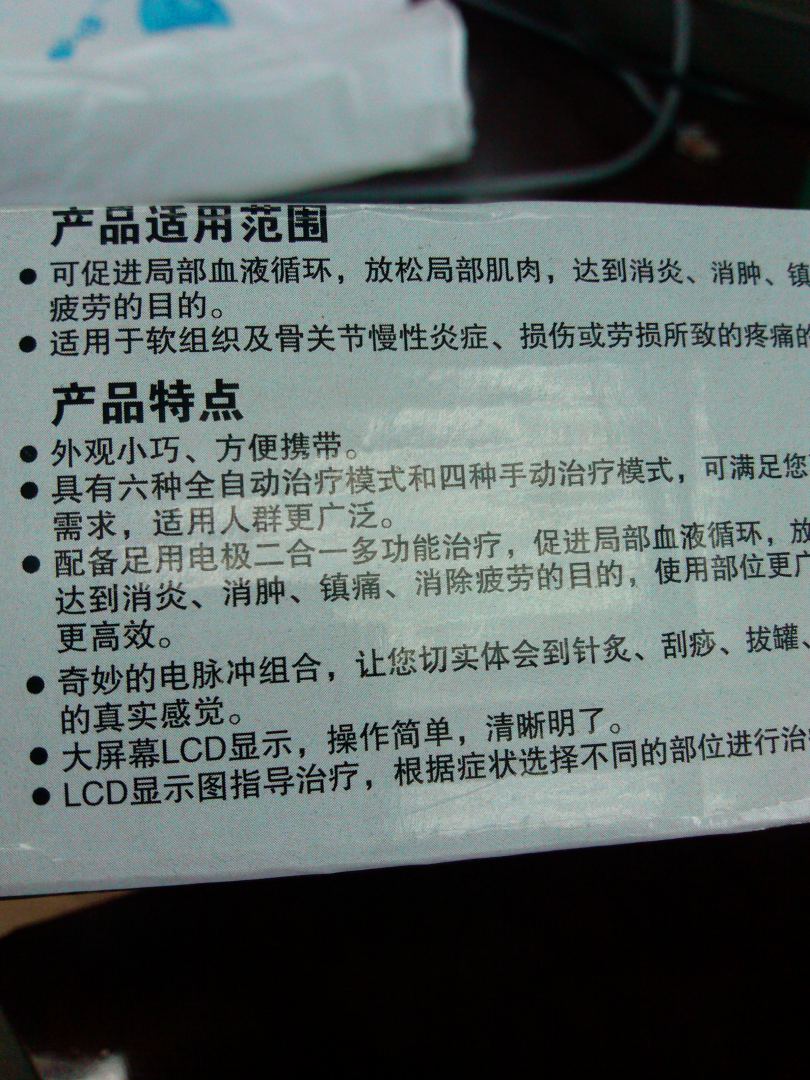 产品适用范围
●可促进局部血液循环，放松局部肌肉，达到消炎、消肿、镇
疲劳的目的。
●适用于软组织及骨关节慢性炎症、损伤或劳损所致的疼痛的
产品特点
●外观小巧、方便携带。
●具有六种全自动治疗模式和四种手动治疗模式，可满足您
需求，适用人群更广泛。
●配备足用电极二合一多功能治疗，促进局部血液循环，放
达到消炎、消肿、镇痛、消除疲劳的目的，使用部位更广
更高效。
●奇妙的电脉冲组合，让您切实体会到针灸、刮痧、拔罐、
的真实感觉。
●大屏幕LCD显示，操作简单，清晰明了。
●LCD显示图指导治疗，根据症状选择不同的部位进行治